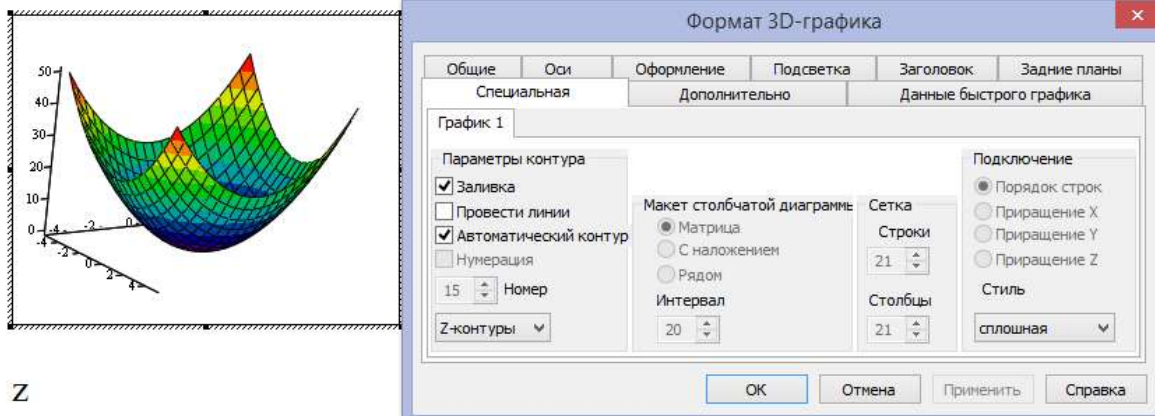 50
40
30
20
10
0
-4
-2
0
-4
-2
0
2
4
z
Формат 3D-графика
Общие Оси Оформление Подсветка Заголовок Задние планы
Специальная Дополнительно Данные быстрого графика
График 1
Параметры контура
Заливка
Провести линии
Автоматический контур
Нумерация
15 Номер
Z-контуры
Макет столбчатой диаграммы
Матрица
С наложением
Рядом
Интервал
20
Сетка
Строки
21
Столбцы
21
Подключение
Порядок строк
Приращение X
Приращение Y
Приращение Z
Стиль
сплошная
ОК Отмена Применить Справка